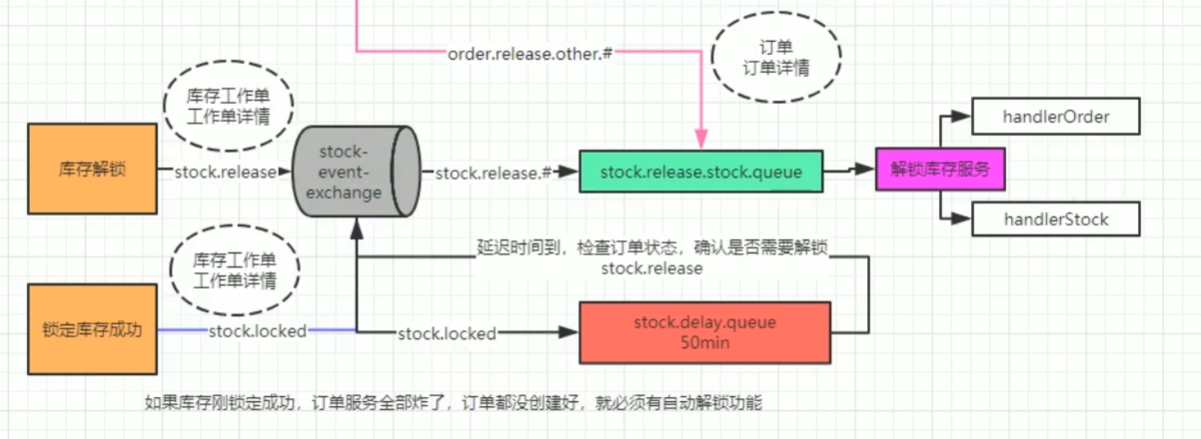 order.release.other.#
订单
订单详情
库存工作单
工作单详情
库存解锁
stock.release
stock-
event-
exchange
stock.release.#
stock.release.stock.queue
解锁库存服务
handlerOrder
handlerStock
延迟时间到，检查订单状态，确认是否需要解锁
stock.release
库存工作单
工作单详情
锁定库存成功
stock.locked
stock.locked
stock.delay.queue
50min
如果库存刚锁定成功，订单服务全部炸了，订单都没创建好，就必须有自动解锁功能